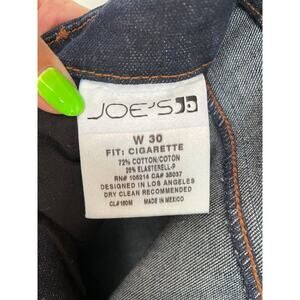 JOE'S
W 30
FIT: CIGARETTE
72% COTTON/COTON
28% ELASTERELL-P
RN# 106214 CA# 35037
DESIGNED IN LOS ANGELES
DRY CLEAN RECOMMENDED
CL#160M MADE IN MEXICO